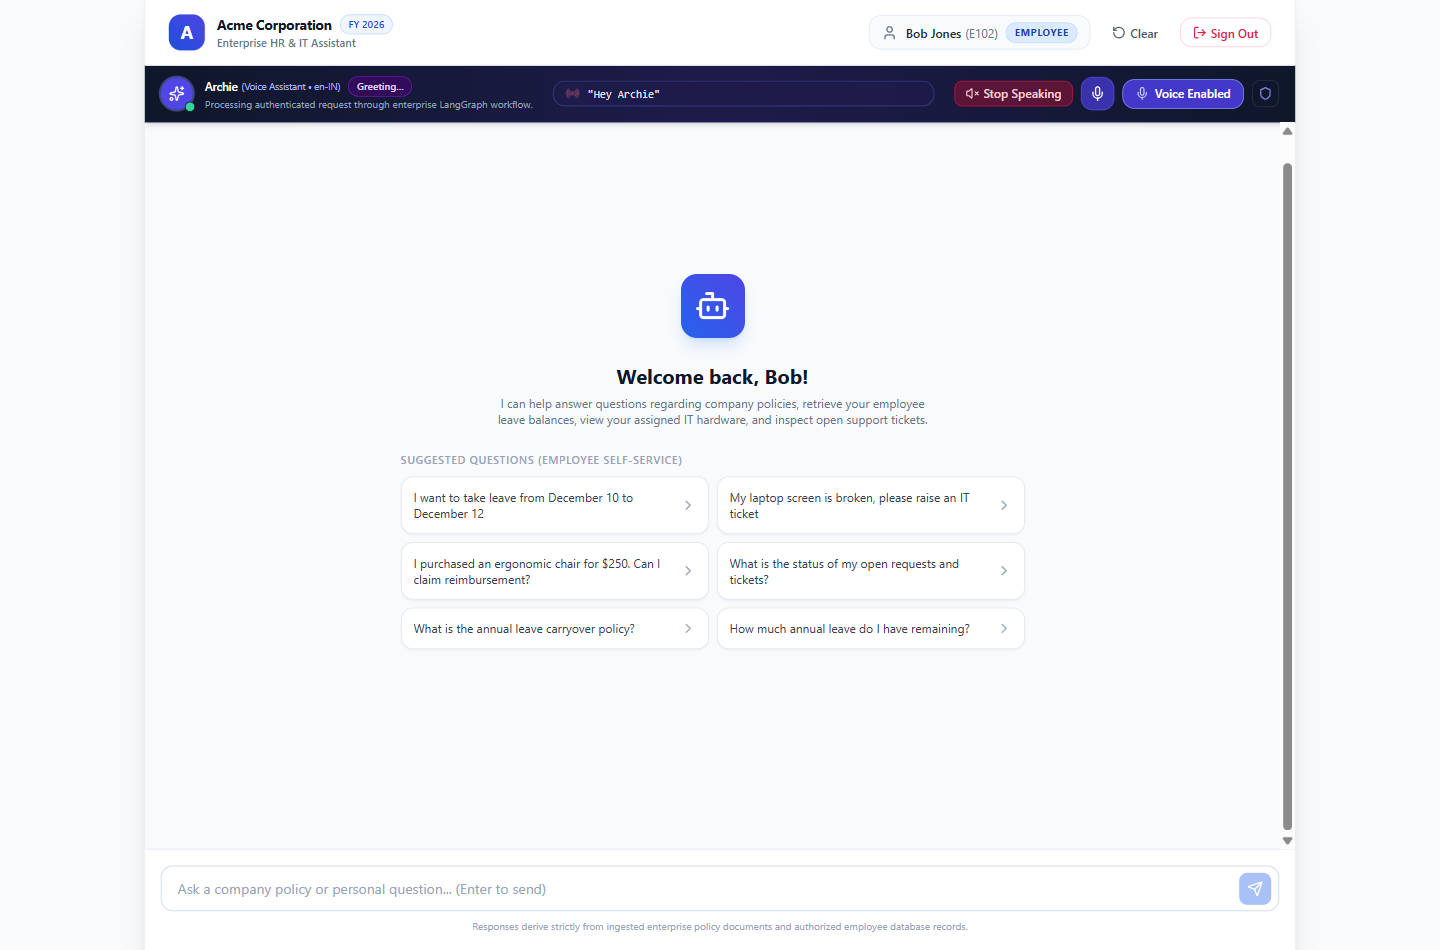 A
Acme Corporation FY 2026
Enterprise HR & IT Assistant
Bob Jones (E102) EMPLOYEE
Clear
Sign Out
Archie (Voice Assistant • en-IN) Greeting...
Processing authenticated request through enterprise LangGraph workflow.
"Hey Archie"
Stop Speaking
Voice Enabled
Welcome back, Bob!
I can help answer questions regarding company policies, retrieve your employee
leave balances, view your assigned IT hardware, and inspect open support tickets.
SUGGESTED QUESTIONS (EMPLOYEE SELF-SERVICE)
I want to take leave from December 10 to
December 12
My laptop screen is broken, please raise an IT
ticket
I purchased an ergonomic chair for $250. Can I
claim reimbursement?
What is the status of my open requests and
tickets?
What is the annual leave carryover policy?
How much annual leave do I have remaining?
Ask a company policy or personal question... (Enter to send)
Responses derive strictly from ingested enterprise policy documents and authorized employee database records.